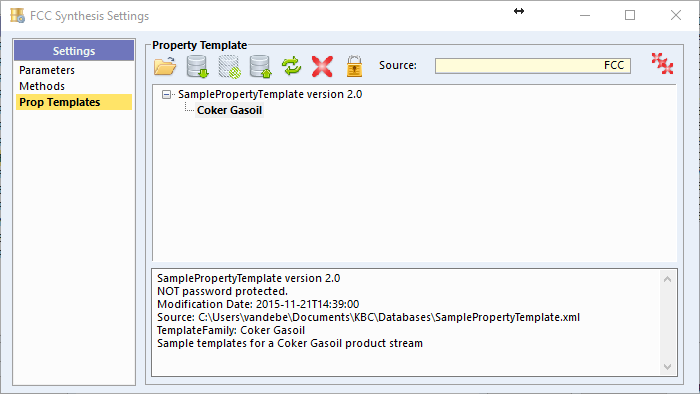 FCC Synthesis Settings
Settings
Parameters
Methods
Prop Templates
Property Template
Source:
FCC
SamplePropertyTemplate version 2.0
Coker Gasoil
SamplePropertyTemplate version 2.0
NOT password protected.
Modification Date: 2015-11-21T14:39:00
Source: C:\Users\vandebe\Documents\KBC\Databases\SamplePropertyTemplate.xml
TemplateFamily: Coker Gasoil
Sample templates for a Coker Gasoil product stream